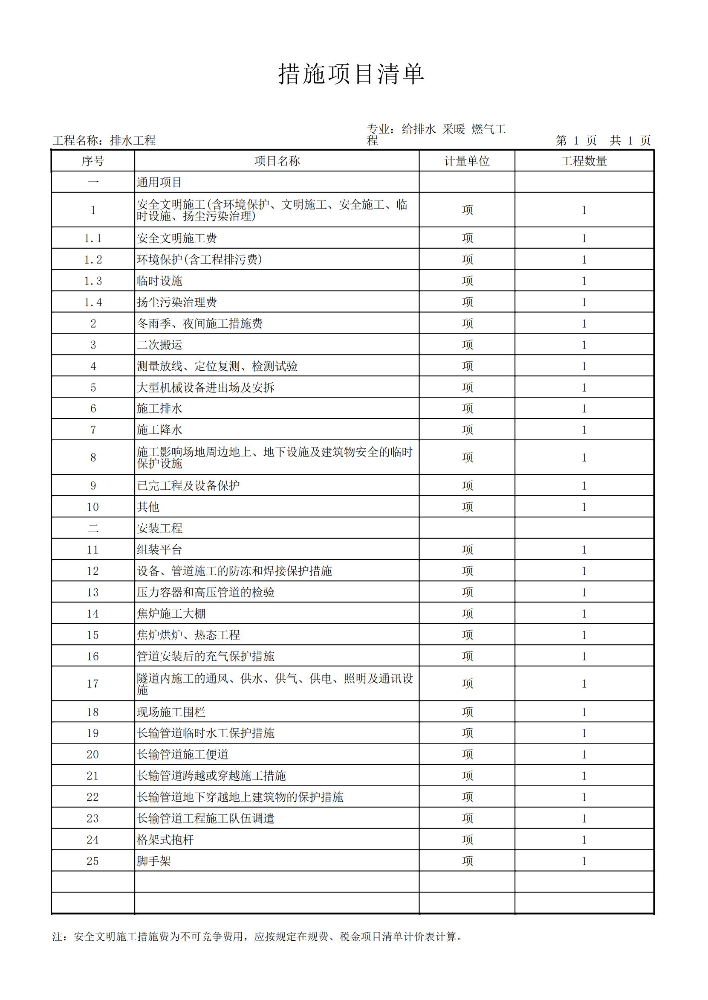 措施项目清单
专业：给排水 采暖 燃气工
工程名称：排水工程 程 第 1 页 共 1 页
序号 项目名称 计量单位 工程数量
一 通用项目
1 安全文明施工(含环境保护、文明施工、安全施工、临 项 1
时设施、扬尘污染治理)
1.1 安全文明施工费 项 1
1.2 环境保护(含工程排污费) 项 1
1.3 临时设施 项 1
1.4 扬尘污染治理费 项 1
2 冬雨季、夜间施工措施费 项 1
3 二次搬运 项 1
4 测量放线、定位复测、检测试验 项 1
5 大型机械设备进出场及安拆 项 1
6 施工排水 项 1
7 施工降水 项 1
8 施工影响场地周边地上、地下设施及建筑物安全的临时 项 1
保护设施
9 已完工程及设备保护 项 1
10 其他 项 1
二 安装工程
11 组装平台 项 1
12 设备、管道施工的防冻和焊接保护措施 项 1
13 压力容器和高压管道的检验 项 1
14 焦炉施工大棚 项 1
15 焦炉烘炉、热态工程 项 1
16 管道安装后的充气保护措施 项 1
17 隧道内施工的通风、供水、供气、供电、照明及通讯设 项 1
施
18 现场施工围栏 项 1
19 长输管道临时水工保护措施 项 1
20 长输管道施工便道 项 1
21 长输管道跨越或穿越施工措施 项 1
22 长输管道地下穿越地上建筑物的保护措施 项 1
23 长输管道工程施工队伍调遣 项 1
24 格架式抱杆 项 1
25 脚手架 项 1
注：安全文明施工措施费为不可竞争费用，应按规定在规费、税金项目清单计价表计算。